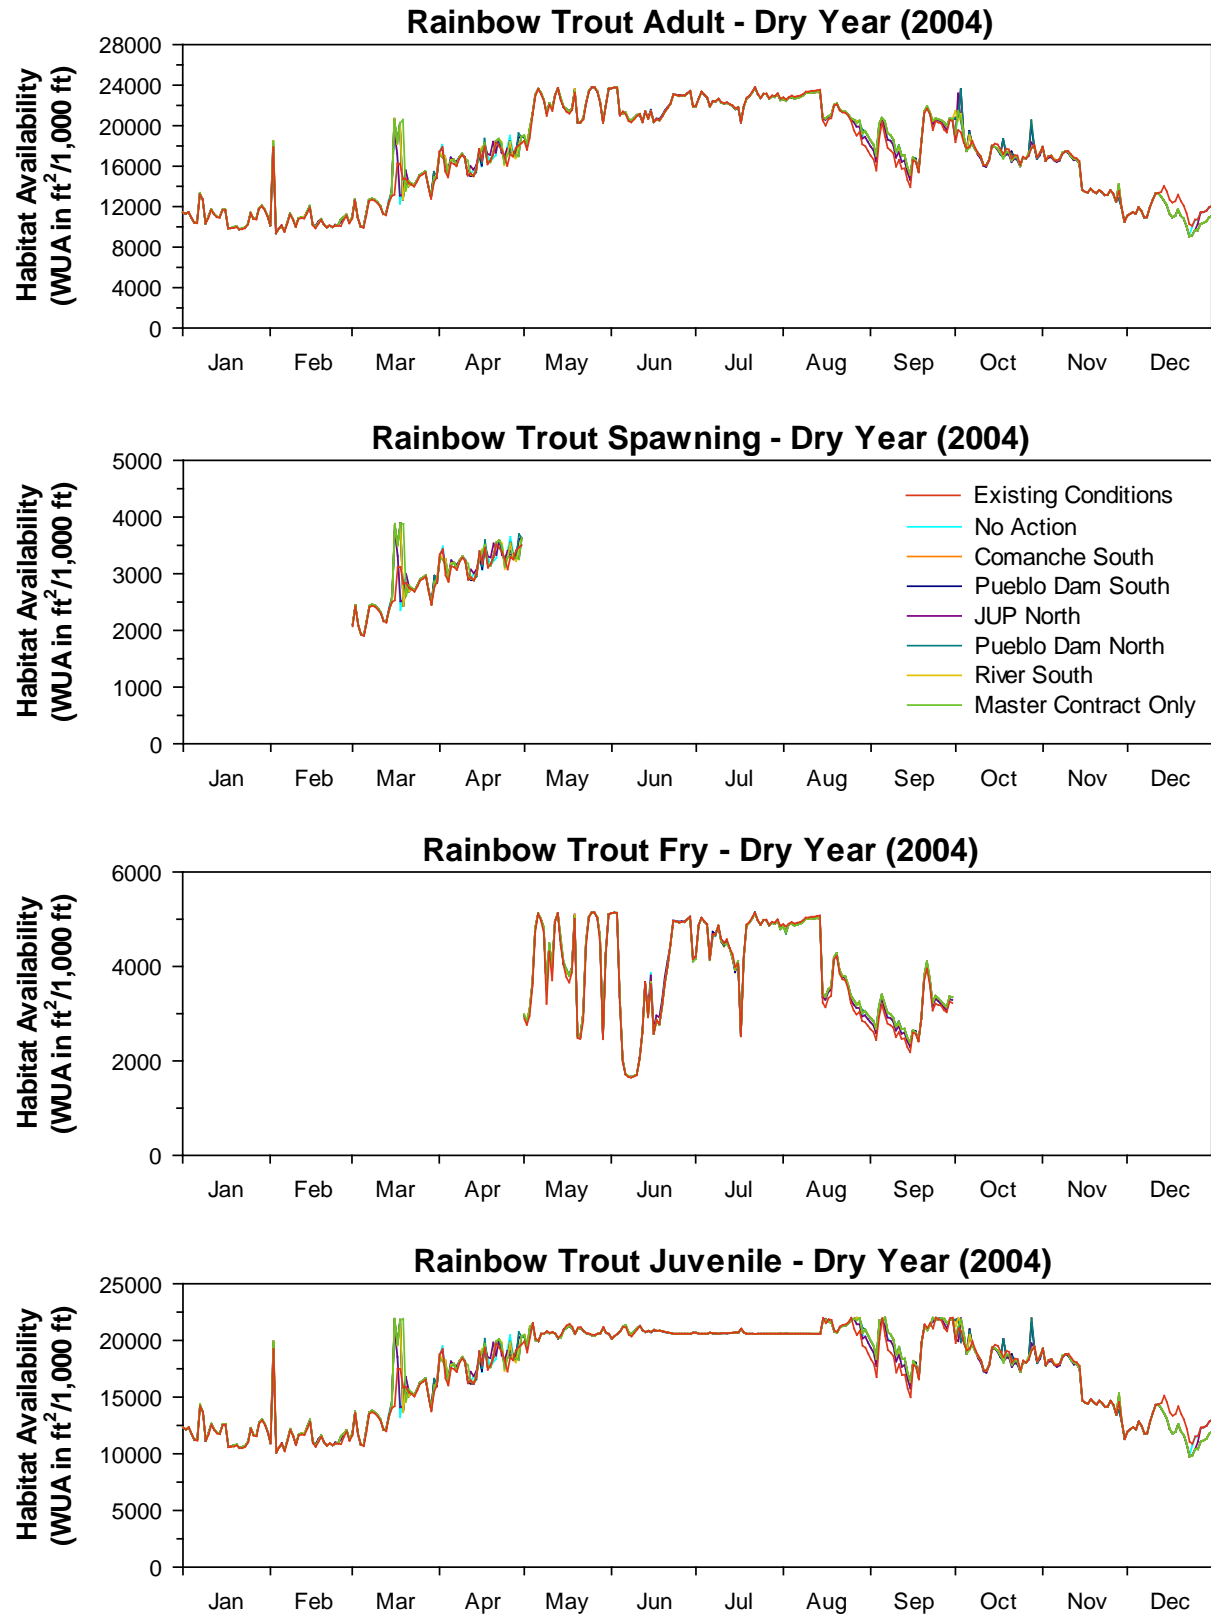 Rainbow Trout Adult - Dry Year (2004)
Habitat Availability
(WUA in ft²/1,000 ft)
28000
24000
20000
16000
12000
8000
4000
0
Jan Feb Mar Apr May Jun Jul Aug Sep Oct Nov Dec
Rainbow Trout Spawning - Dry Year (2004)
Habitat Availability
(WUA in ft²/1,000 ft)
5000
4000
3000
2000
1000
0
Existing Conditions
No Action
Comanche South
Pueblo Dam South
JUP North
Pueblo Dam North
River South
Master Contract Only
Jan Feb Mar Apr May Jun Jul Aug Sep Oct Nov Dec
Rainbow Trout Fry - Dry Year (2004)
Habitat Availability
(WUA in ft²/1,000 ft)
6000
4000
2000
0
Jan Feb Mar Apr May Jun Jul Aug Sep Oct Nov Dec
Rainbow Trout Juvenile - Dry Year (2004)
Habitat Availability
(WUA in ft²/1,000 ft)
25000
20000
15000
10000
5000
0
Jan Feb Mar Apr May Jun Jul Aug Sep Oct Nov Dec